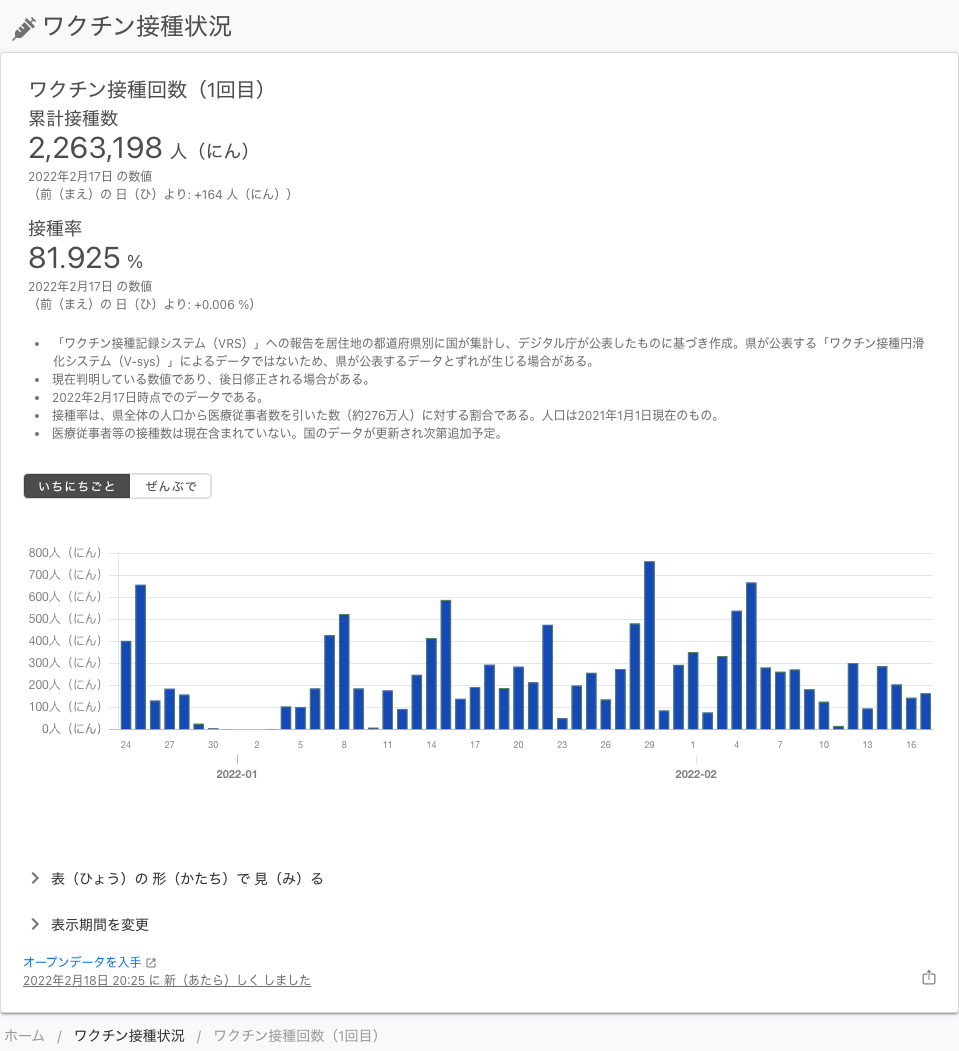 ワクチン接種状況
ワクチン接種回数（1回目）
累計接種数
2,263,198 人（にん）
2022年2月17日 の数値
（前（まえ）の 日（ひ）より: +164 人（にん））
接種率
81.925 %
2022年2月17日 の数値
（前（まえ）の 日（ひ）より: +0.006 %）
• 「ワクチン接種記録システム（VRS）」への報告を居住地の都道府県別に国が集計し、デジタル庁が公表したものに基づき作成。県が公表する「ワクチン接種円滑
化システム（V-sys）」によるデータではないため、県が公表するデータとずれが生じる場合がある。
• 現在判明している数値であり、後日修正される場合がある。
• 2022年2月17日時点でのデータである。
• 接種率は、県全体の人口から医療従事者数を引いた数（約276万人）に対する割合である。人口は2021年1月1日現在のもの。
• 医療従事者等の接種数は現在含まれていない。国のデータが更新され次第追加予定。
いちにちごと ぜんぶで
800人（にん）
700人（にん）
600人（にん）
500人（にん）
400人（にん）
300人（にん）
200人（にん）
100人（にん）
0人（にん）
24 27 30 2 5 8 11 14 17 20 23 26 29 1 4 7 10 13 16
2022-01 2022-02
表（ひょう）の 形（かたち）で 見（み）る
表示期間を変更
オープンデータを入手
2022年2月18日 20:25 に 新（あたら）しく しました
ホーム / ワクチン接種状況 / ワクチン接種回数（1回目）